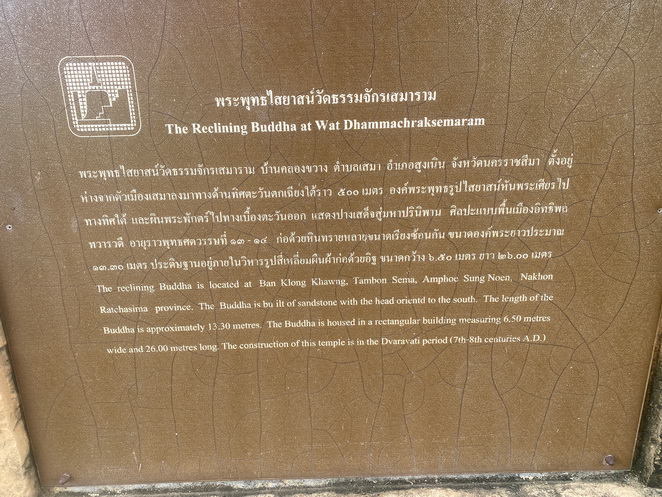 พระพุทธไสยาสน์วัดธรรมจักรเสมาราม
The Reclining Buddha at Wat Dhammachraksemaram
พระพุทธไสยาสน์วัดธรรมจักรเสมาราม บ้านคลองขวาง ตำบลเสมา อำเภอสูงเนิน จังหวัดนครราชสีมา ตั้งอยู่
ห่างจากตัวเมืองเสมาลงมาทางด้านทิศตะวันตกเฉียงใต้ราว ๕๐๐ เมตร องค์พระพุทธรูปไสยาสน์หันพระเศียรไป
ทางทิศใต้ และผินพระพักตร์ไปทางเบื้องตะวันออก แสดงปางเสด็จสู่มหาปรินิพาน ศิลปะแบบพื้นเมืองอิทธิพล
ทวารวดี อายุราวพุทธศตวรรษที่ ๑๓ - ๑๔ ก่อด้วยหินทรายหลายขนาดเรียงซ้อนกัน ขนาดองค์พระยาวประมาณ
๑๓.๓๐ เมตร ประดิษฐานอยู่ภายในวิหารรูปสี่เหลี่ยมผืนผ้าก่อด้วยอิฐ ขนาดกว้าง ๖.๕๐ เมตร ยาว ๒๖.๐๐ เมตร
The reclining Buddha is located at Ban Klong Khawng, Tambon Sema, Amphoe Sung Noen, Nakhon
Ratchasima province. The Buddha is bu ilt of sandstone with the head oriented to the south. The length of the
Buddha is approximately 13.30 metres. The Buddha is housed in a rectangular building measuring 6.50 metres
wide and 26.00 metres long. The construction of this temple is in the Dvaravati period (7th-8th centuries A.D.)